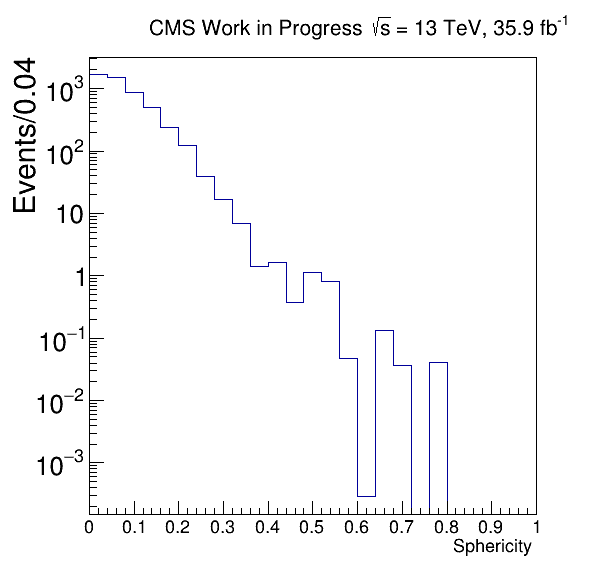 CMS Work in Progress √s = 13 TeV, 35.9 fb⁻¹
Events/0.04
10³
10²
10
1
10⁻¹
10⁻²
10⁻³
0 0.1 0.2 0.3 0.4 0.5 0.6 0.7 0.8 0.9 1
Sphericity